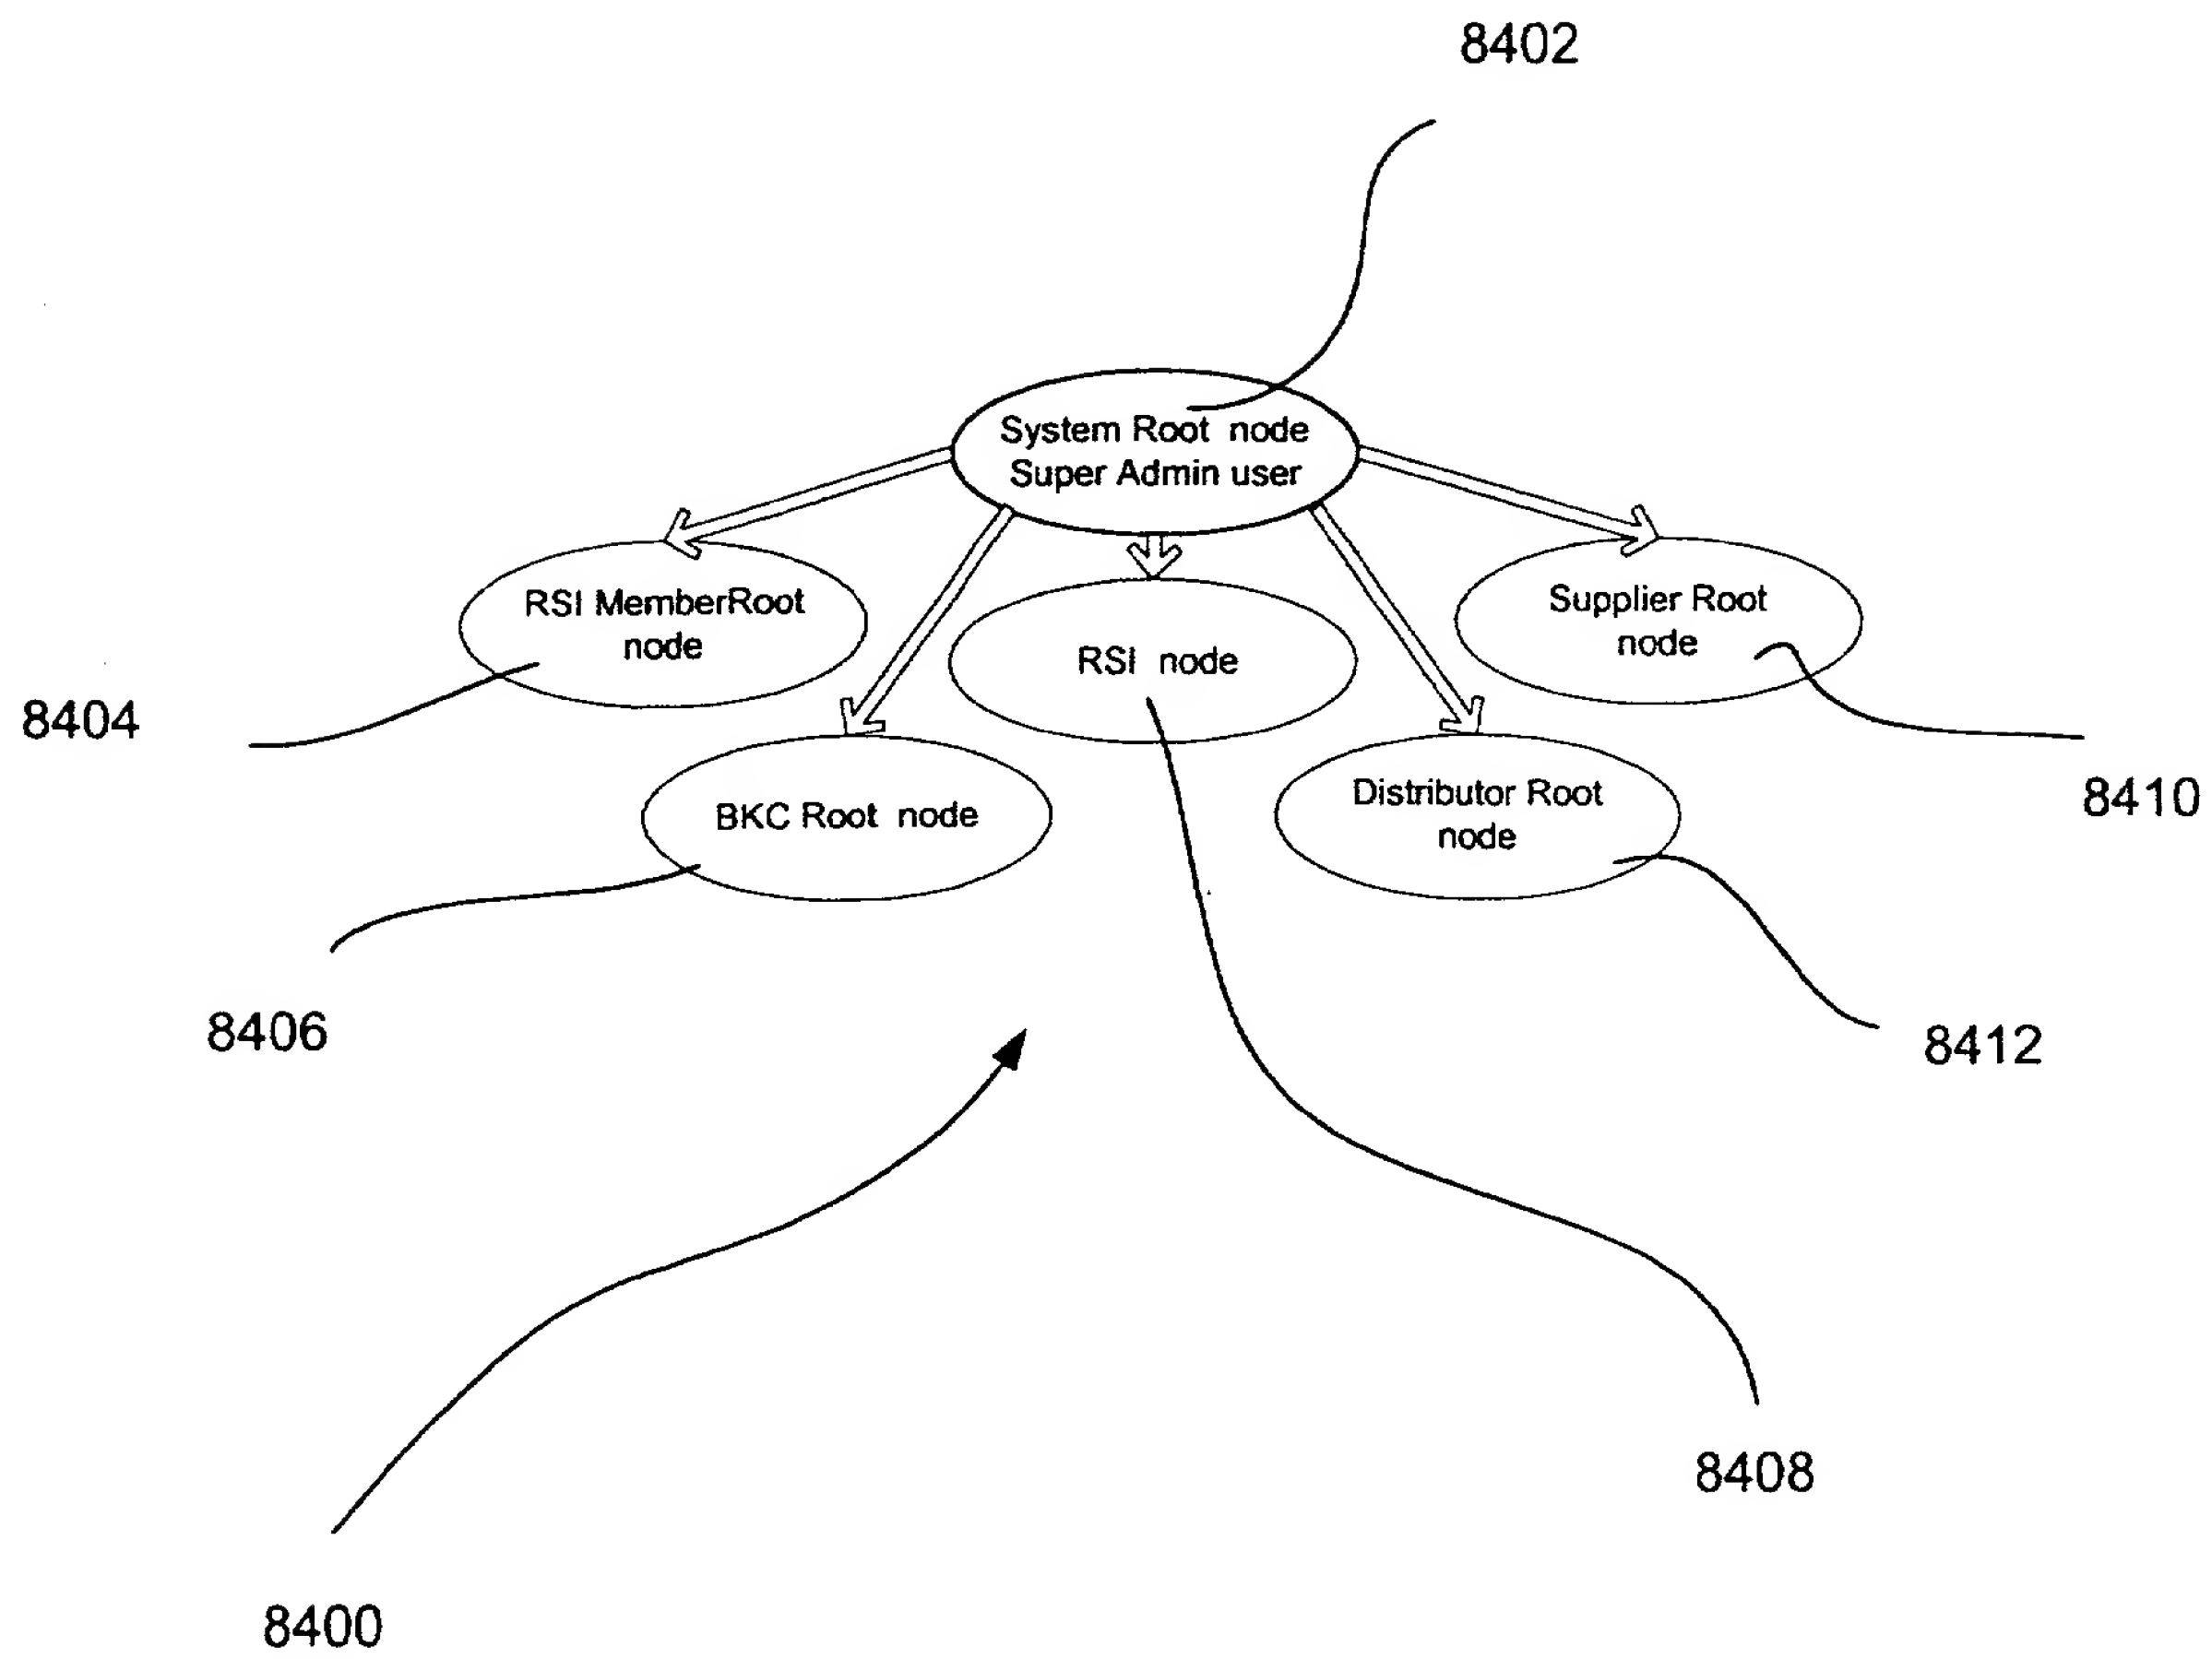 8402
System Root node
Super Admin user
RSI MemberRoot
node
Supplier Root
node
RSI node
8404
8410
BKC Root node
Distributor Root
node
8406
8412
8408
8400